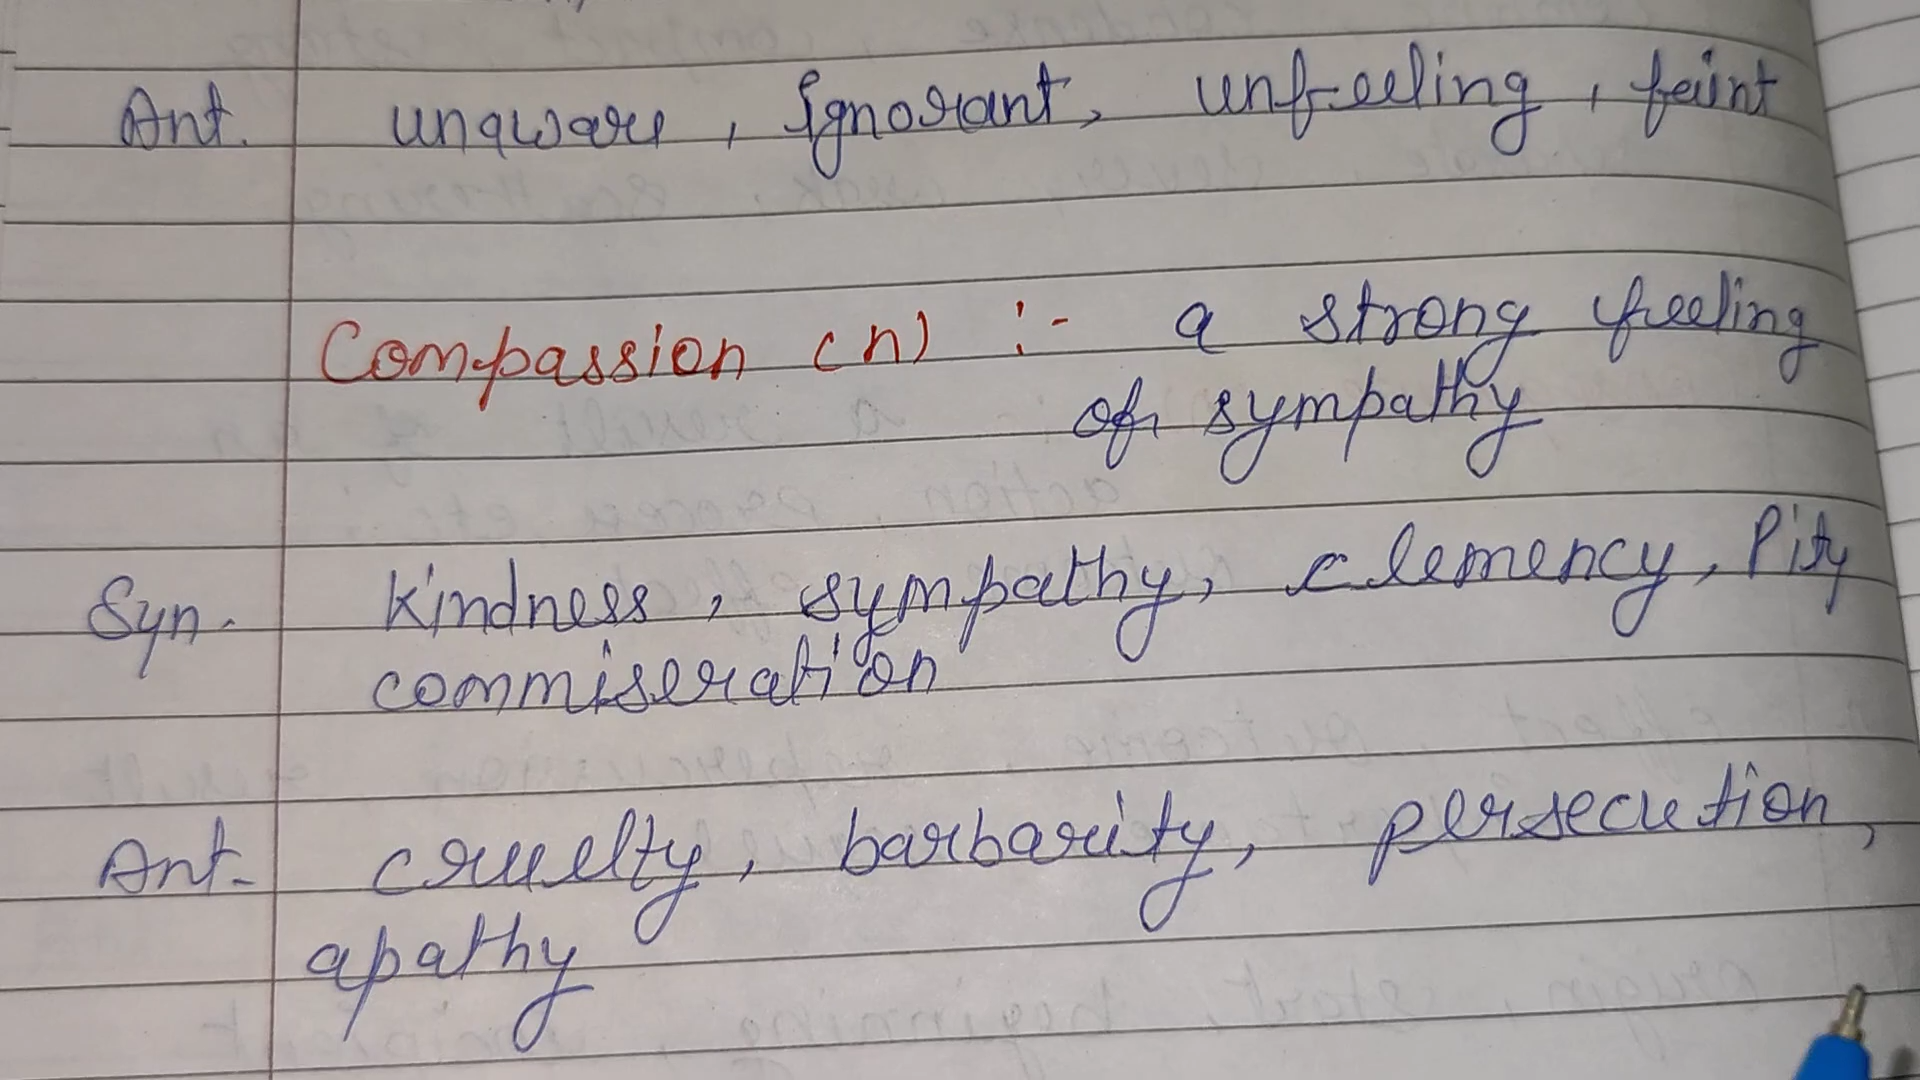 Ant. unaware, ignorant, unfeeling, feint
Compassion (n) :- a strong feeling
of sympathy
Syn. Kindness, sympathy, clemency, Pity
commiseration
Ant. cruelty, barbarity, persecution,
apathy